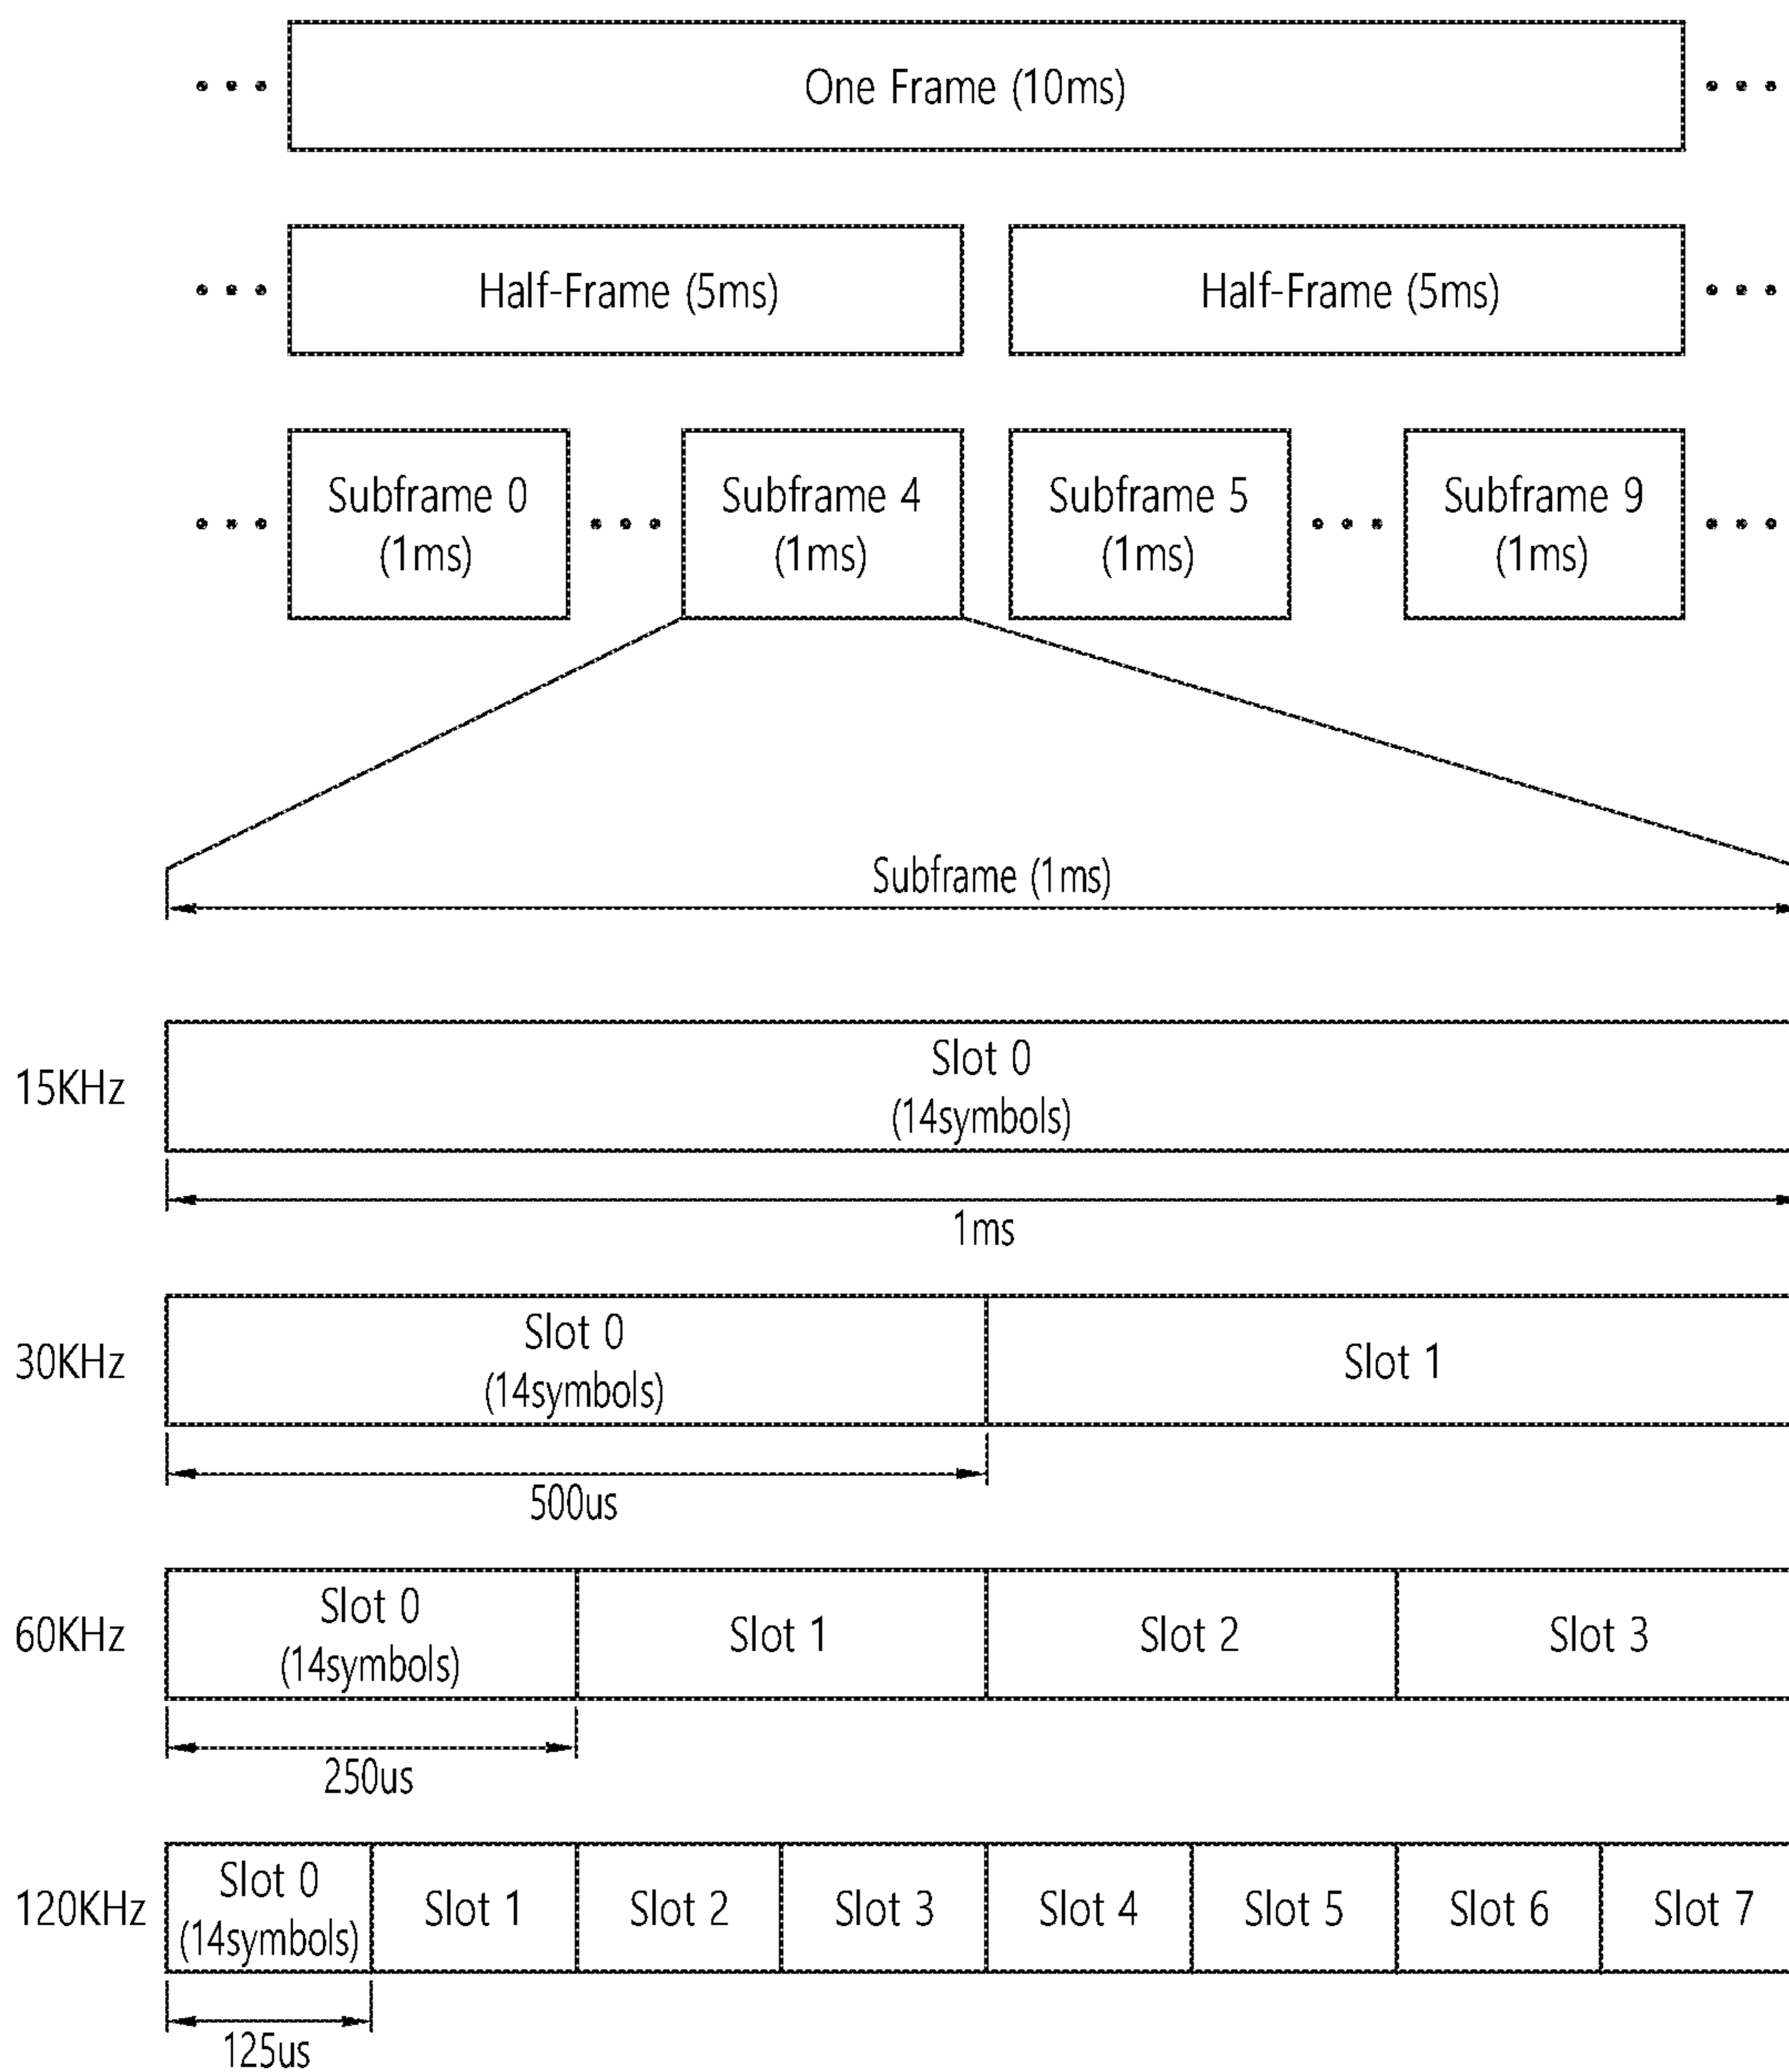 One Frame (10ms)
Half-Frame (5ms)
Half-Frame (5ms)
Subframe 0
(1ms)
Subframe 4
(1ms)
Subframe 5
(1ms)
Subframe 9
(1ms)
Subframe (1ms)
15KHz
Slot 0
(14symbols)
1ms
30KHz
Slot 0
(14symbols)
Slot 1
500us
60KHz
Slot 0
(14symbols)
Slot 1
Slot 2
Slot 3
250us
120KHz
Slot 0
(14symbols)
Slot 1
Slot 2
Slot 3
Slot 4
Slot 5
Slot 6
Slot 7
125us